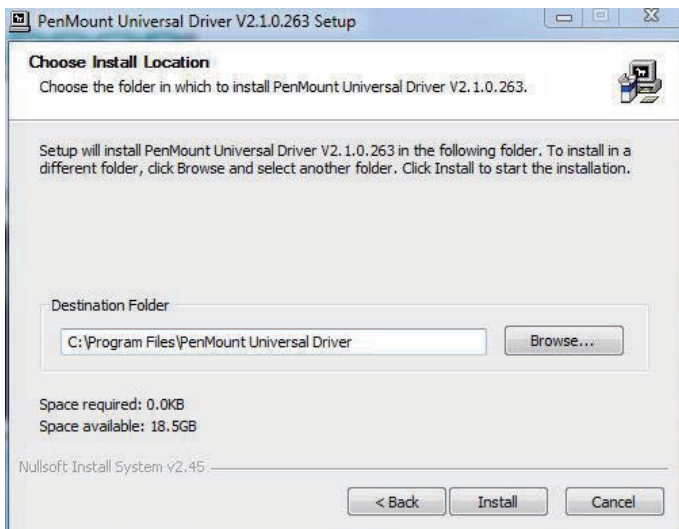 PenMount Universal Driver V2.1.0.263 Setup
Choose Install Location
Choose the folder in which to install PenMount Universal Driver V2.1.0.263.
Setup will install PenMount Universal Driver V2.1.0.263 in the following folder. To install in a
different folder, click Browse and select another folder. Click Install to start the installation.
Destination Folder
C:\Program Files\PenMount Universal Driver
Browse...
Space required: 0.0KB
Space available: 18.5GB
Nullsoft Install System v2.45
< Back
Install
Cancel